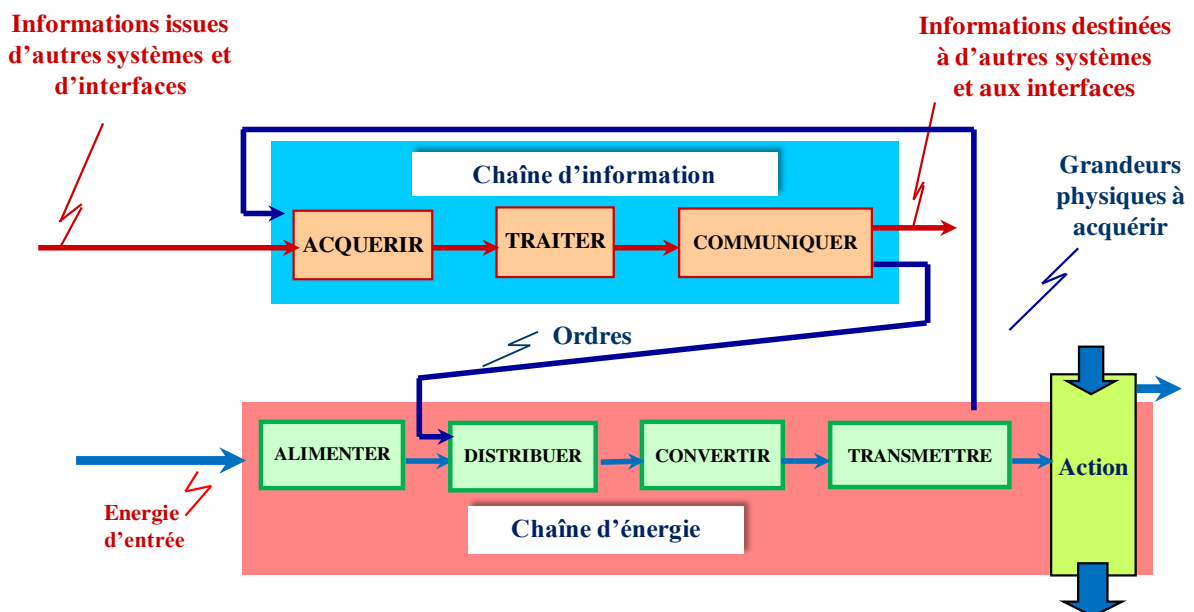 Informations issues
d’autres systèmes et
d’interfaces
Informations destinées
à d’autres systèmes
et aux interfaces
Chaîne d’information
Grandeurs
physiques à
acquérir
ACQUERIR
TRAITER
COMMUNIQUER
Ordres
ALIMENTER
DISTRIBUER
CONVERTIR
TRANSMETTRE
Action
Energie
d’entrée
Chaîne d’énergie